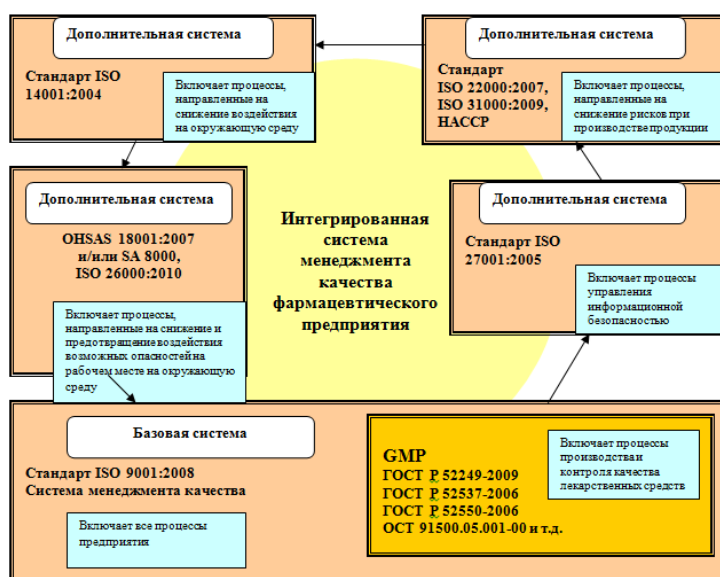 Дополнительная система
Стандарт ISO
14001:2004
Включает процессы,
направленные на
снижение воздействия
на окружающую среду
Дополнительная система
Стандарт
ISO 22000:2007,
ISO 31000:2009,
НАССР
Включает процессы,
направленные на
снижение рисков при
производстве продукции
Дополнительная система
OHSAS 18001:2007
и/или SA 8000,
ISO 26000:2010
Включает процессы,
направленные на снижение и
предотвращение воздействия
возможных опасностей на
рабочем месте на окружающую
среду
Интегрированная
система
менеджмента
качества
фармацевтического
предприятия
Дополнительная система
Стандарт ISO
27001:2005
Включает процессы
управления
информационной
безопасностью
Базовая система
Стандарт ISO 9001:2008
Система менеджмента качества
Включает все процессы
предприятия
GMP
ГОСТ Р 52249-2009
ГОСТ Р 52537-2006
ГОСТ Р 52550-2006
ОСТ 91500.05.001-00 и т.д.
Включает процессы
производства и
контроля качества
лекарственных средств